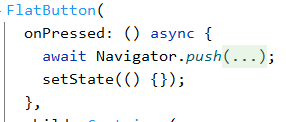 FlatButton(
onPressed: () async {
await Navigator.push(...);
setState(() {});
},